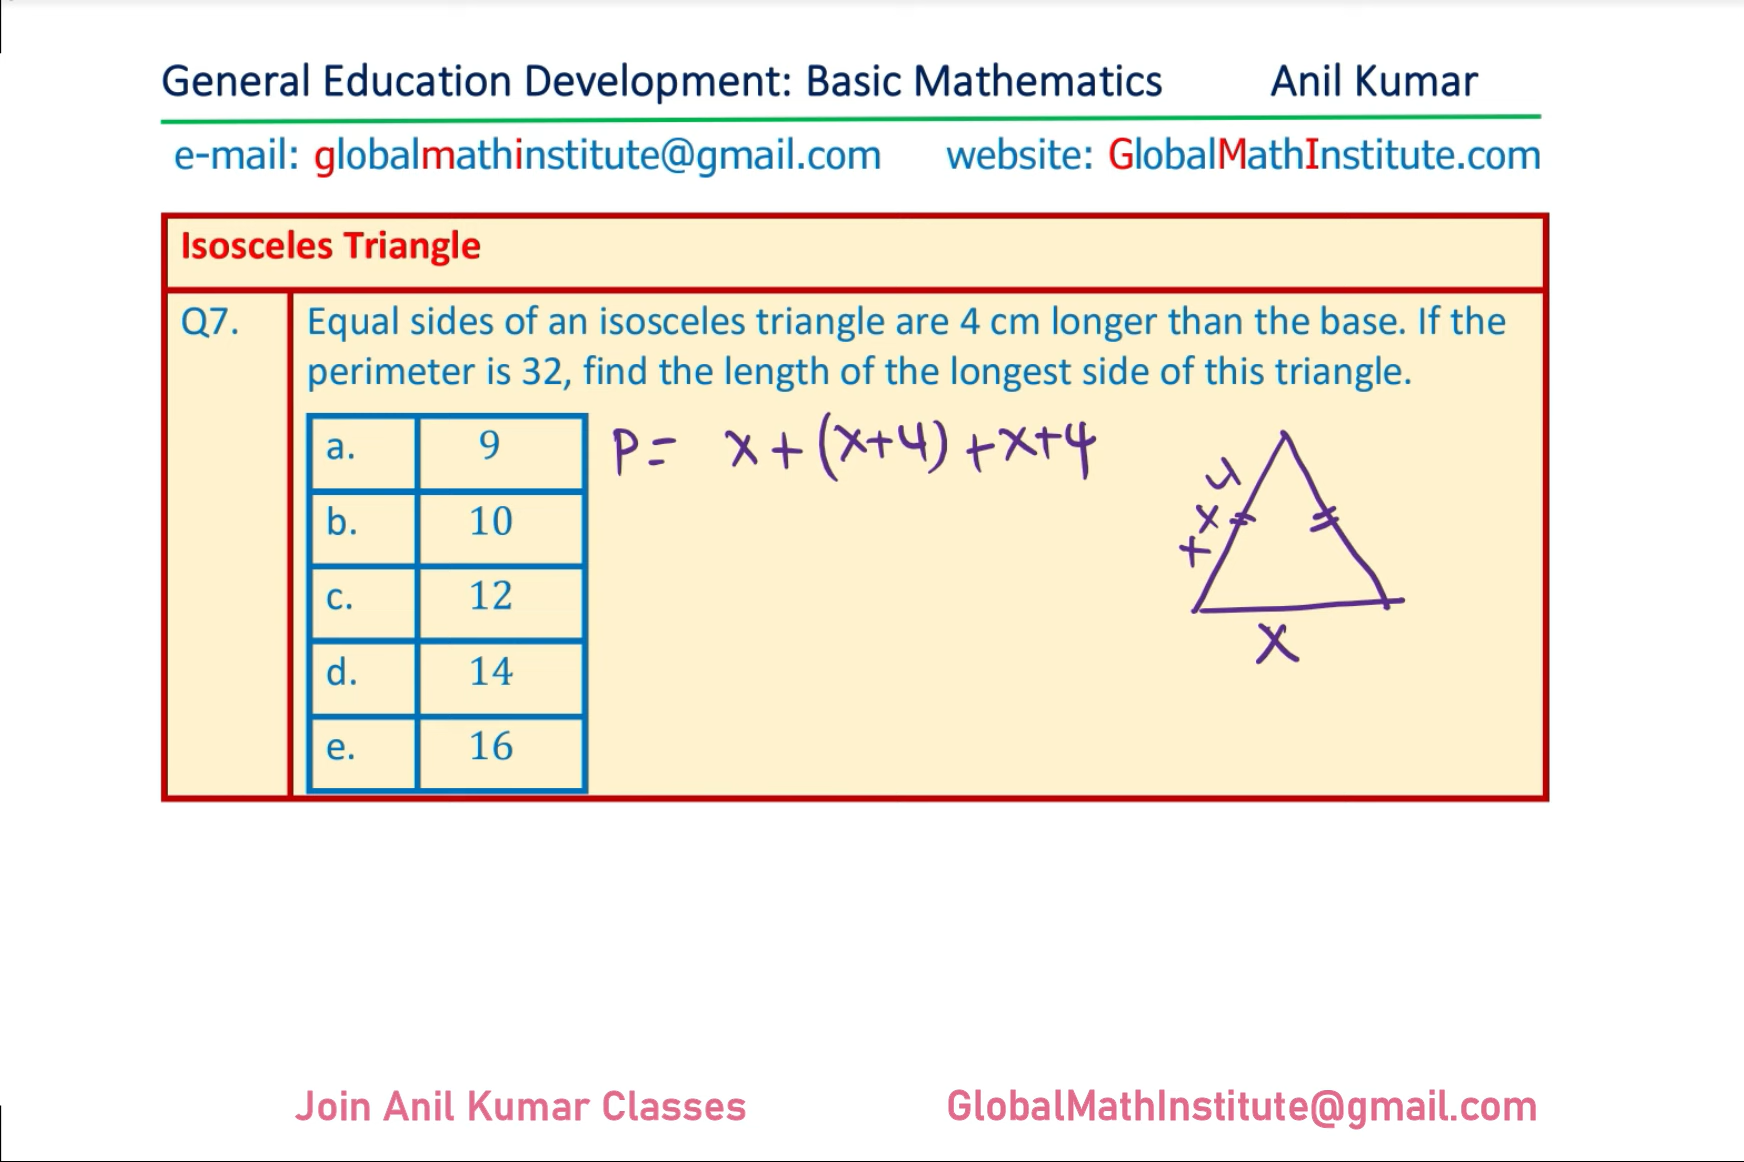 General Education Development: Basic Mathematics Anil Kumar
e-mail: globalmathinstitute@gmail.com website: GlobalMathInstitute.com
Isosceles Triangle
Q7. Equal sides of an isosceles triangle are 4 cm longer than the base. If the
perimeter is 32, find the length of the longest side of this triangle.
a. 9
b. 10
c. 12
d. 14
e. 16
P = x + (x+4) + x+4
x + 4
x
Join Anil Kumar Classes GlobalMathInstitute@gmail.com